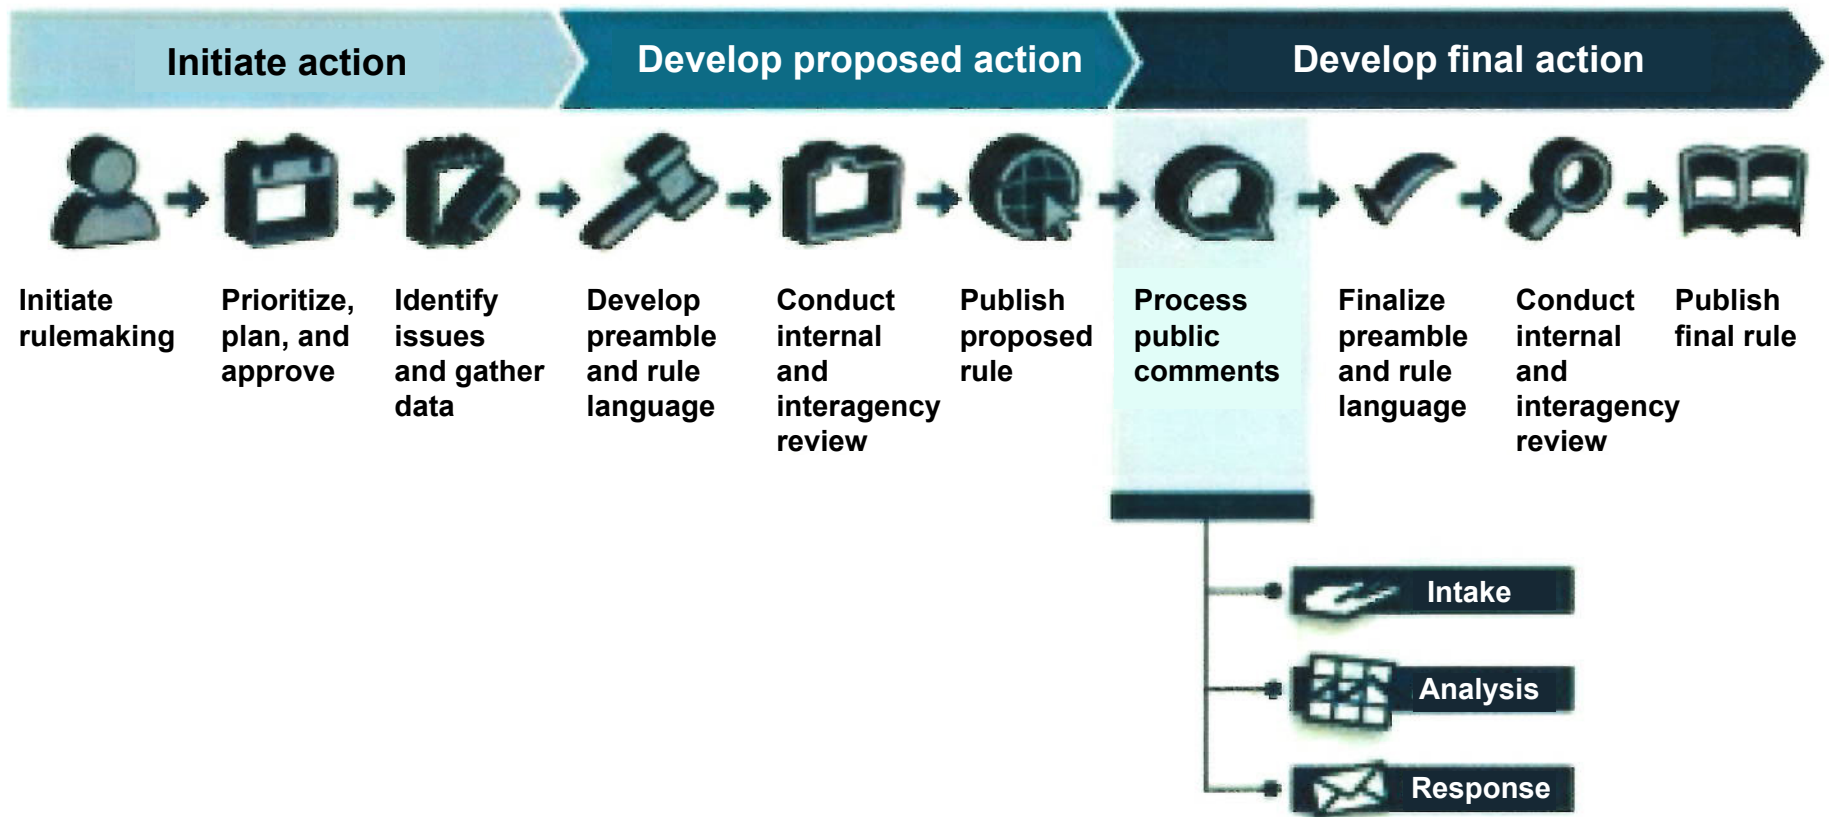 Initiate action
Develop proposed action
Develop final action
Initiate
rulemaking
Prioritize,
plan, and
approve
Identify
issues
and gather
data
Develop
preamble
and rule
language
Conduct
internal
and
interagency
review
Publish
proposed
rule
Process
public
comments
Finalize
preamble
and rule
language
Conduct
internal
and
interagency
review
Publish
final rule
Intake
Analysis
Response